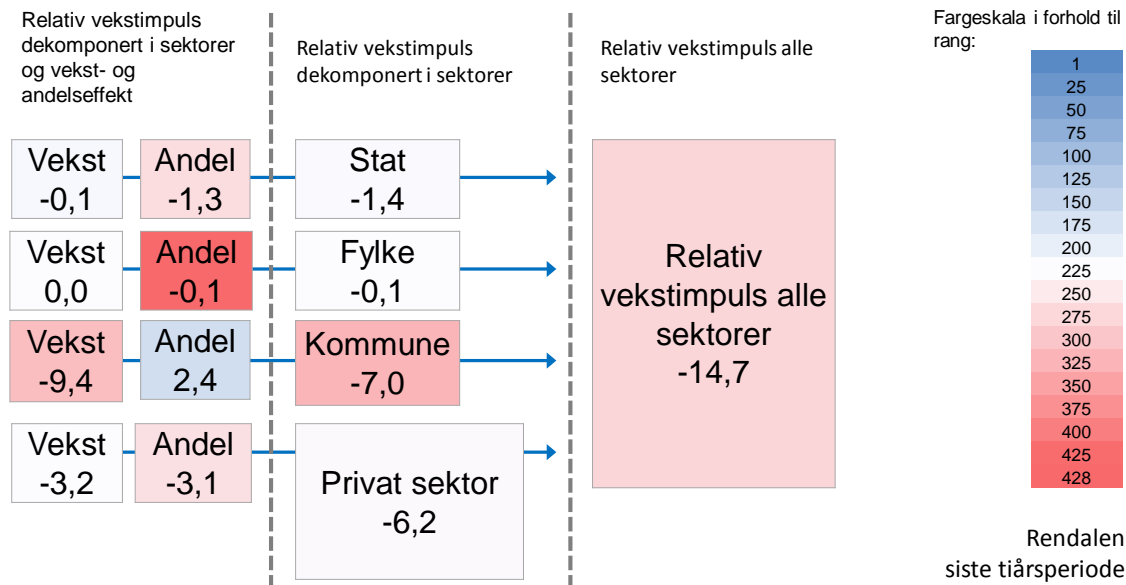 Relativ vekstimpuls
dekomponert i sektorer
og vekst- og
andelseffekt
Relativ vekstimpuls
dekomponert i sektorer
Relativ vekstimpuls alle
sektorer
Fargeskala i forhold til
rang:
Vekst
-0,1
Andel
-1,3
Stat
-1,4
Vekst
0,0
Andel
-0,1
Fylke
-0,1
Vekst
-9,4
Andel
2,4
Kommune
-7,0
Vekst
-3,2
Andel
-3,1
Privat sektor
-6,2
Relativ
vekstimpuls alle
sektorer
-14,7
1
25
50
75
100
125
150
175
200
225
250
275
300
325
350
375
400
425
428
Rendalen
siste tiårsperiode